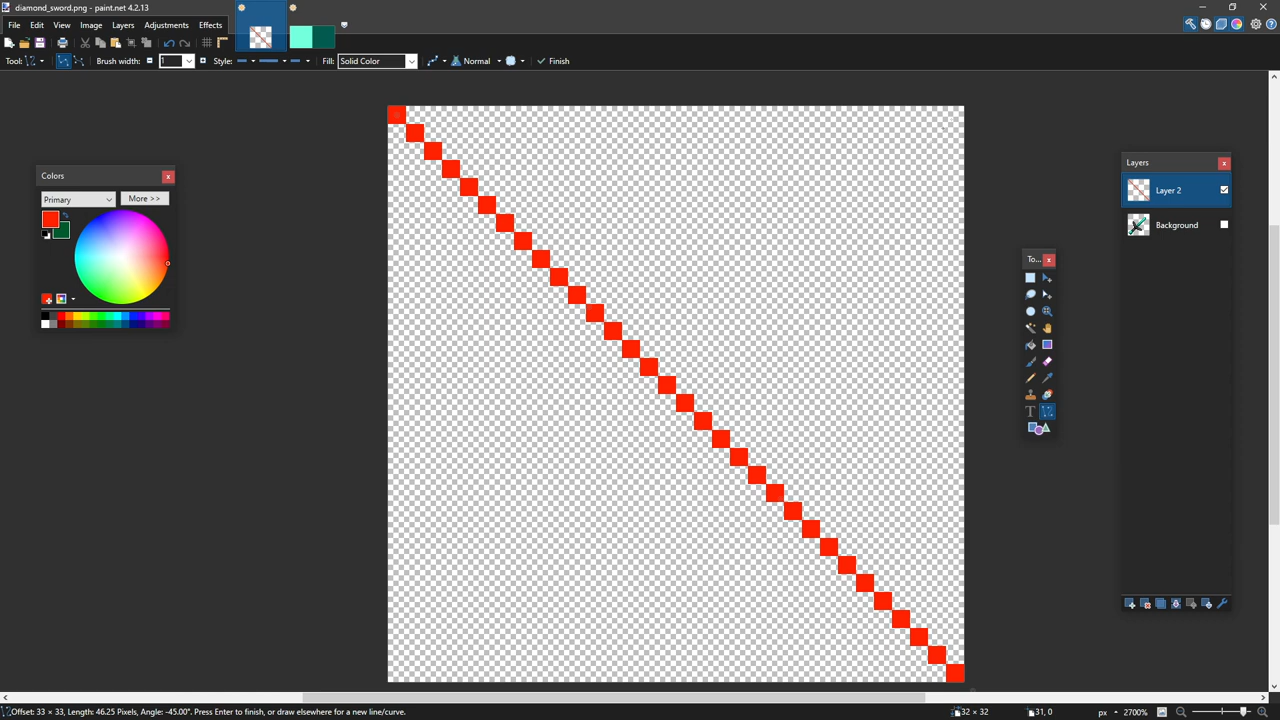 diamond_sword.png - paint.net 4.2.13
File Edit View Image Layers Adjustments Effects
Tool: Brush width: 1 Style: Fill: Solid Color Normal Finish
Colors
Primary More >>
Layers
Layer 2
Background
To...
T
Offset: 33 × 33, Length: 46.25 Pixels, Angle: -45.00°. Press Enter to finish, or draw elsewhere for a new line/curve.
32 × 32 31, 0 px 2700%